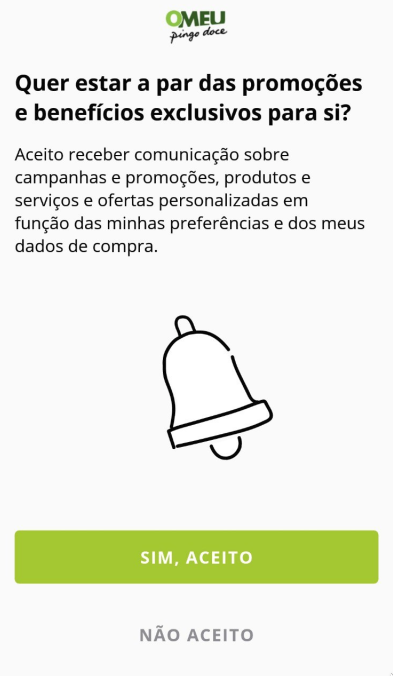 O MEU
pingo doce
Quer estar a par das promoções
e benefícios exclusivos para si?
Aceito receber comunicação sobre
campanhas e promoções, produtos e
serviços e ofertas personalizadas em
função das minhas preferências e dos meus
dados de compra.
SIM, ACEITO
NÃO ACEITO